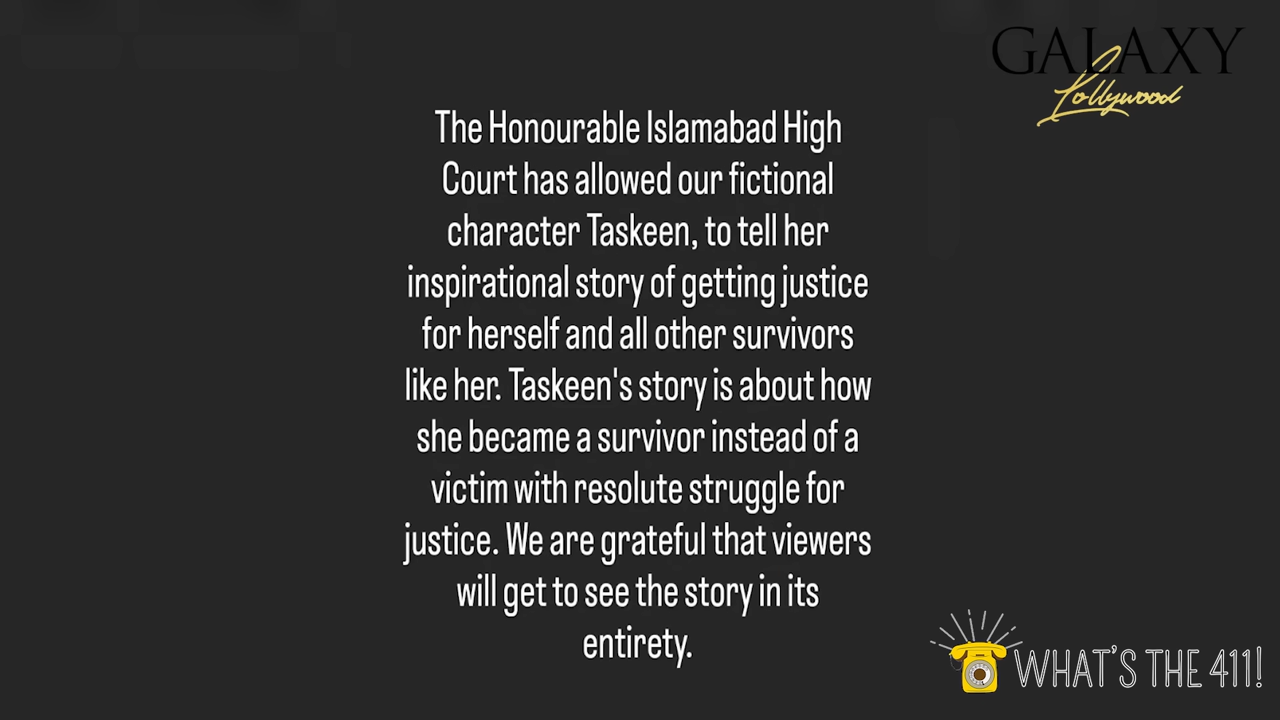 GALAXY
Lollywood
The Honourable Islamabad High
Court has allowed our fictional
character Taskeen, to tell her
inspirational story of getting justice
for herself and all other survivors
like her. Taskeen's story is about how
she became a survivor instead of a
victim with resolute struggle for
justice. We are grateful that viewers
will get to see the story in its
entirety.
WHAT'S THE 411!